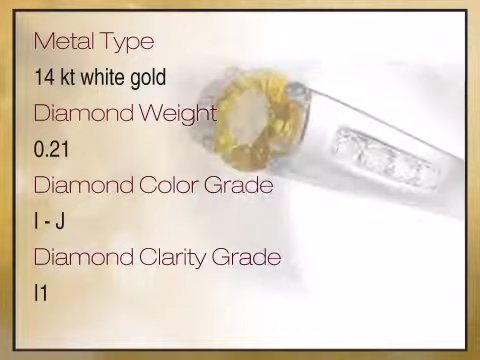 Metal Type
14 kt white gold
Diamond Weight
0.21
Diamond Color Grade
I - J
Diamond Clarity Grade
I1